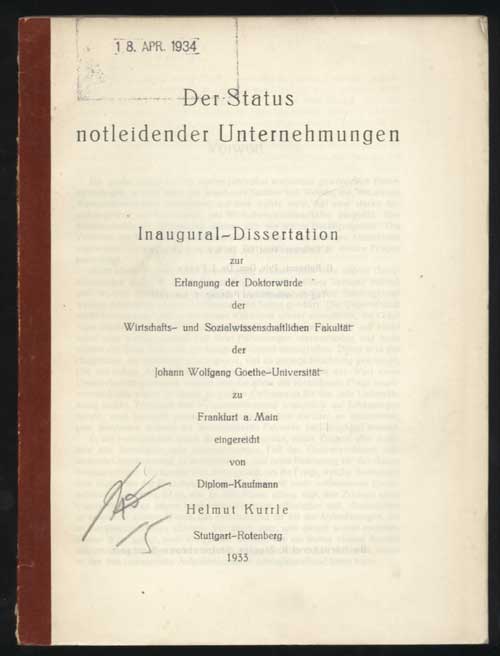 18. APR. 1934
Der Status
notleidender Unternehmungen
Inaugural-Dissertation
zur
Erlangung der Doktorwürde
der
Wirtschafts- und Sozialwissenschaftlichen Fakultät
der
Johann Wolfgang Goethe-Universität
zu
Frankfurt a. Main
eingereicht
von
Diplom-Kaufmann
Helmut Kurrle
Stuttgart-Rotenberg
1933